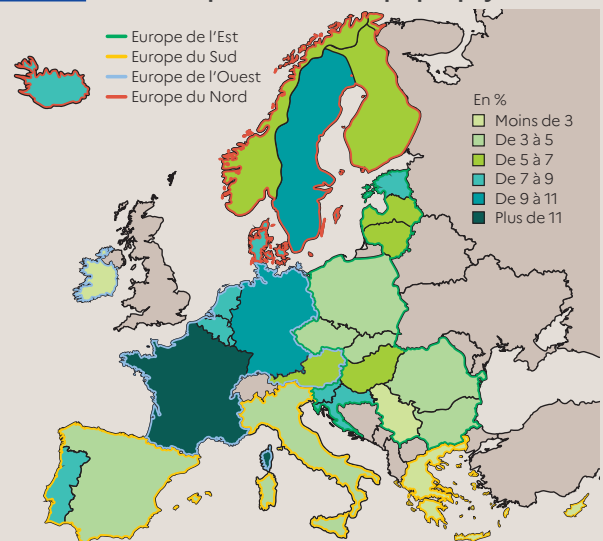 Europe de l'Est
Europe du Sud
Europe de l'Ouest
Europe du Nord
En %
Moins de 3
De 3 à 5
De 5 à 7
De 7 à 9
De 9 à 11
Plus de 11